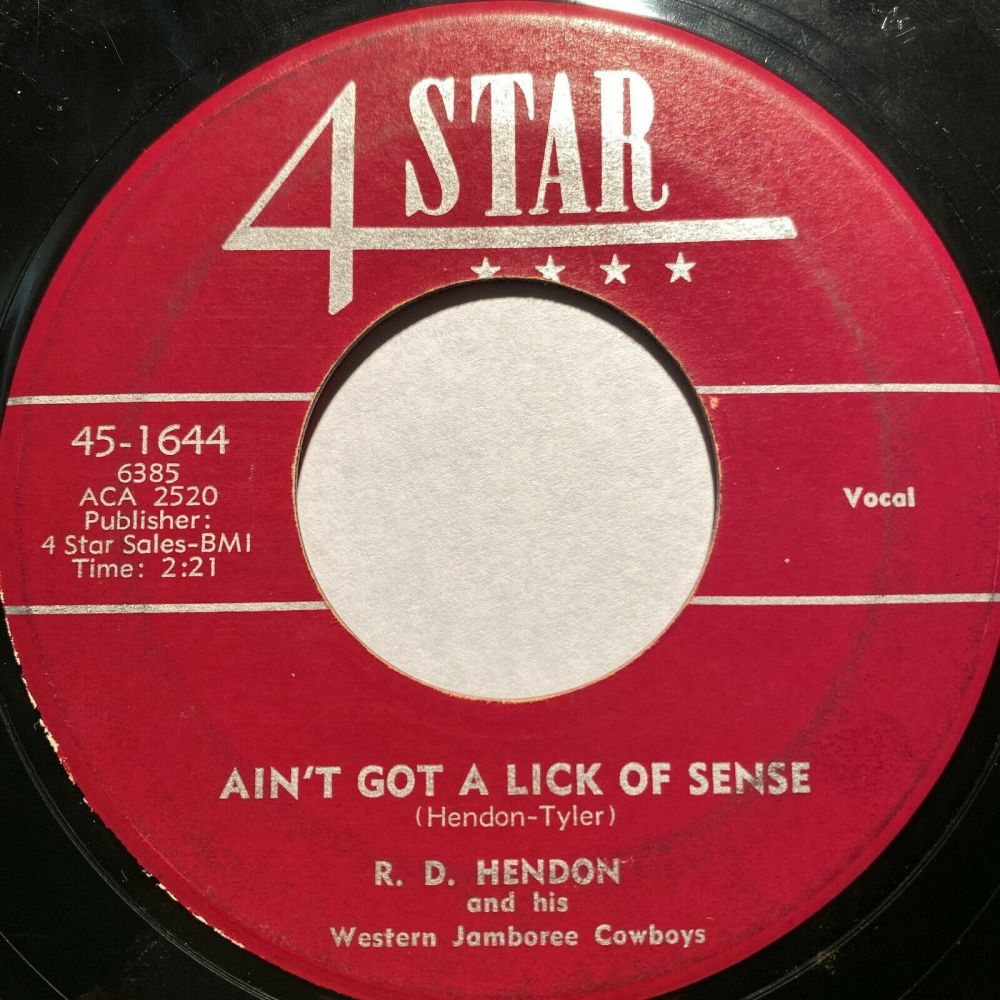 4 STAR
45-1644
6385
ACA 2520
Publisher:
4 Star Sales-BMI
Time: 2:21
Vocal
AIN'T GOT A LICK OF SENSE
(Hendon-Tyler)
R. D. HENDON
and his
Western Jamboree Cowboys